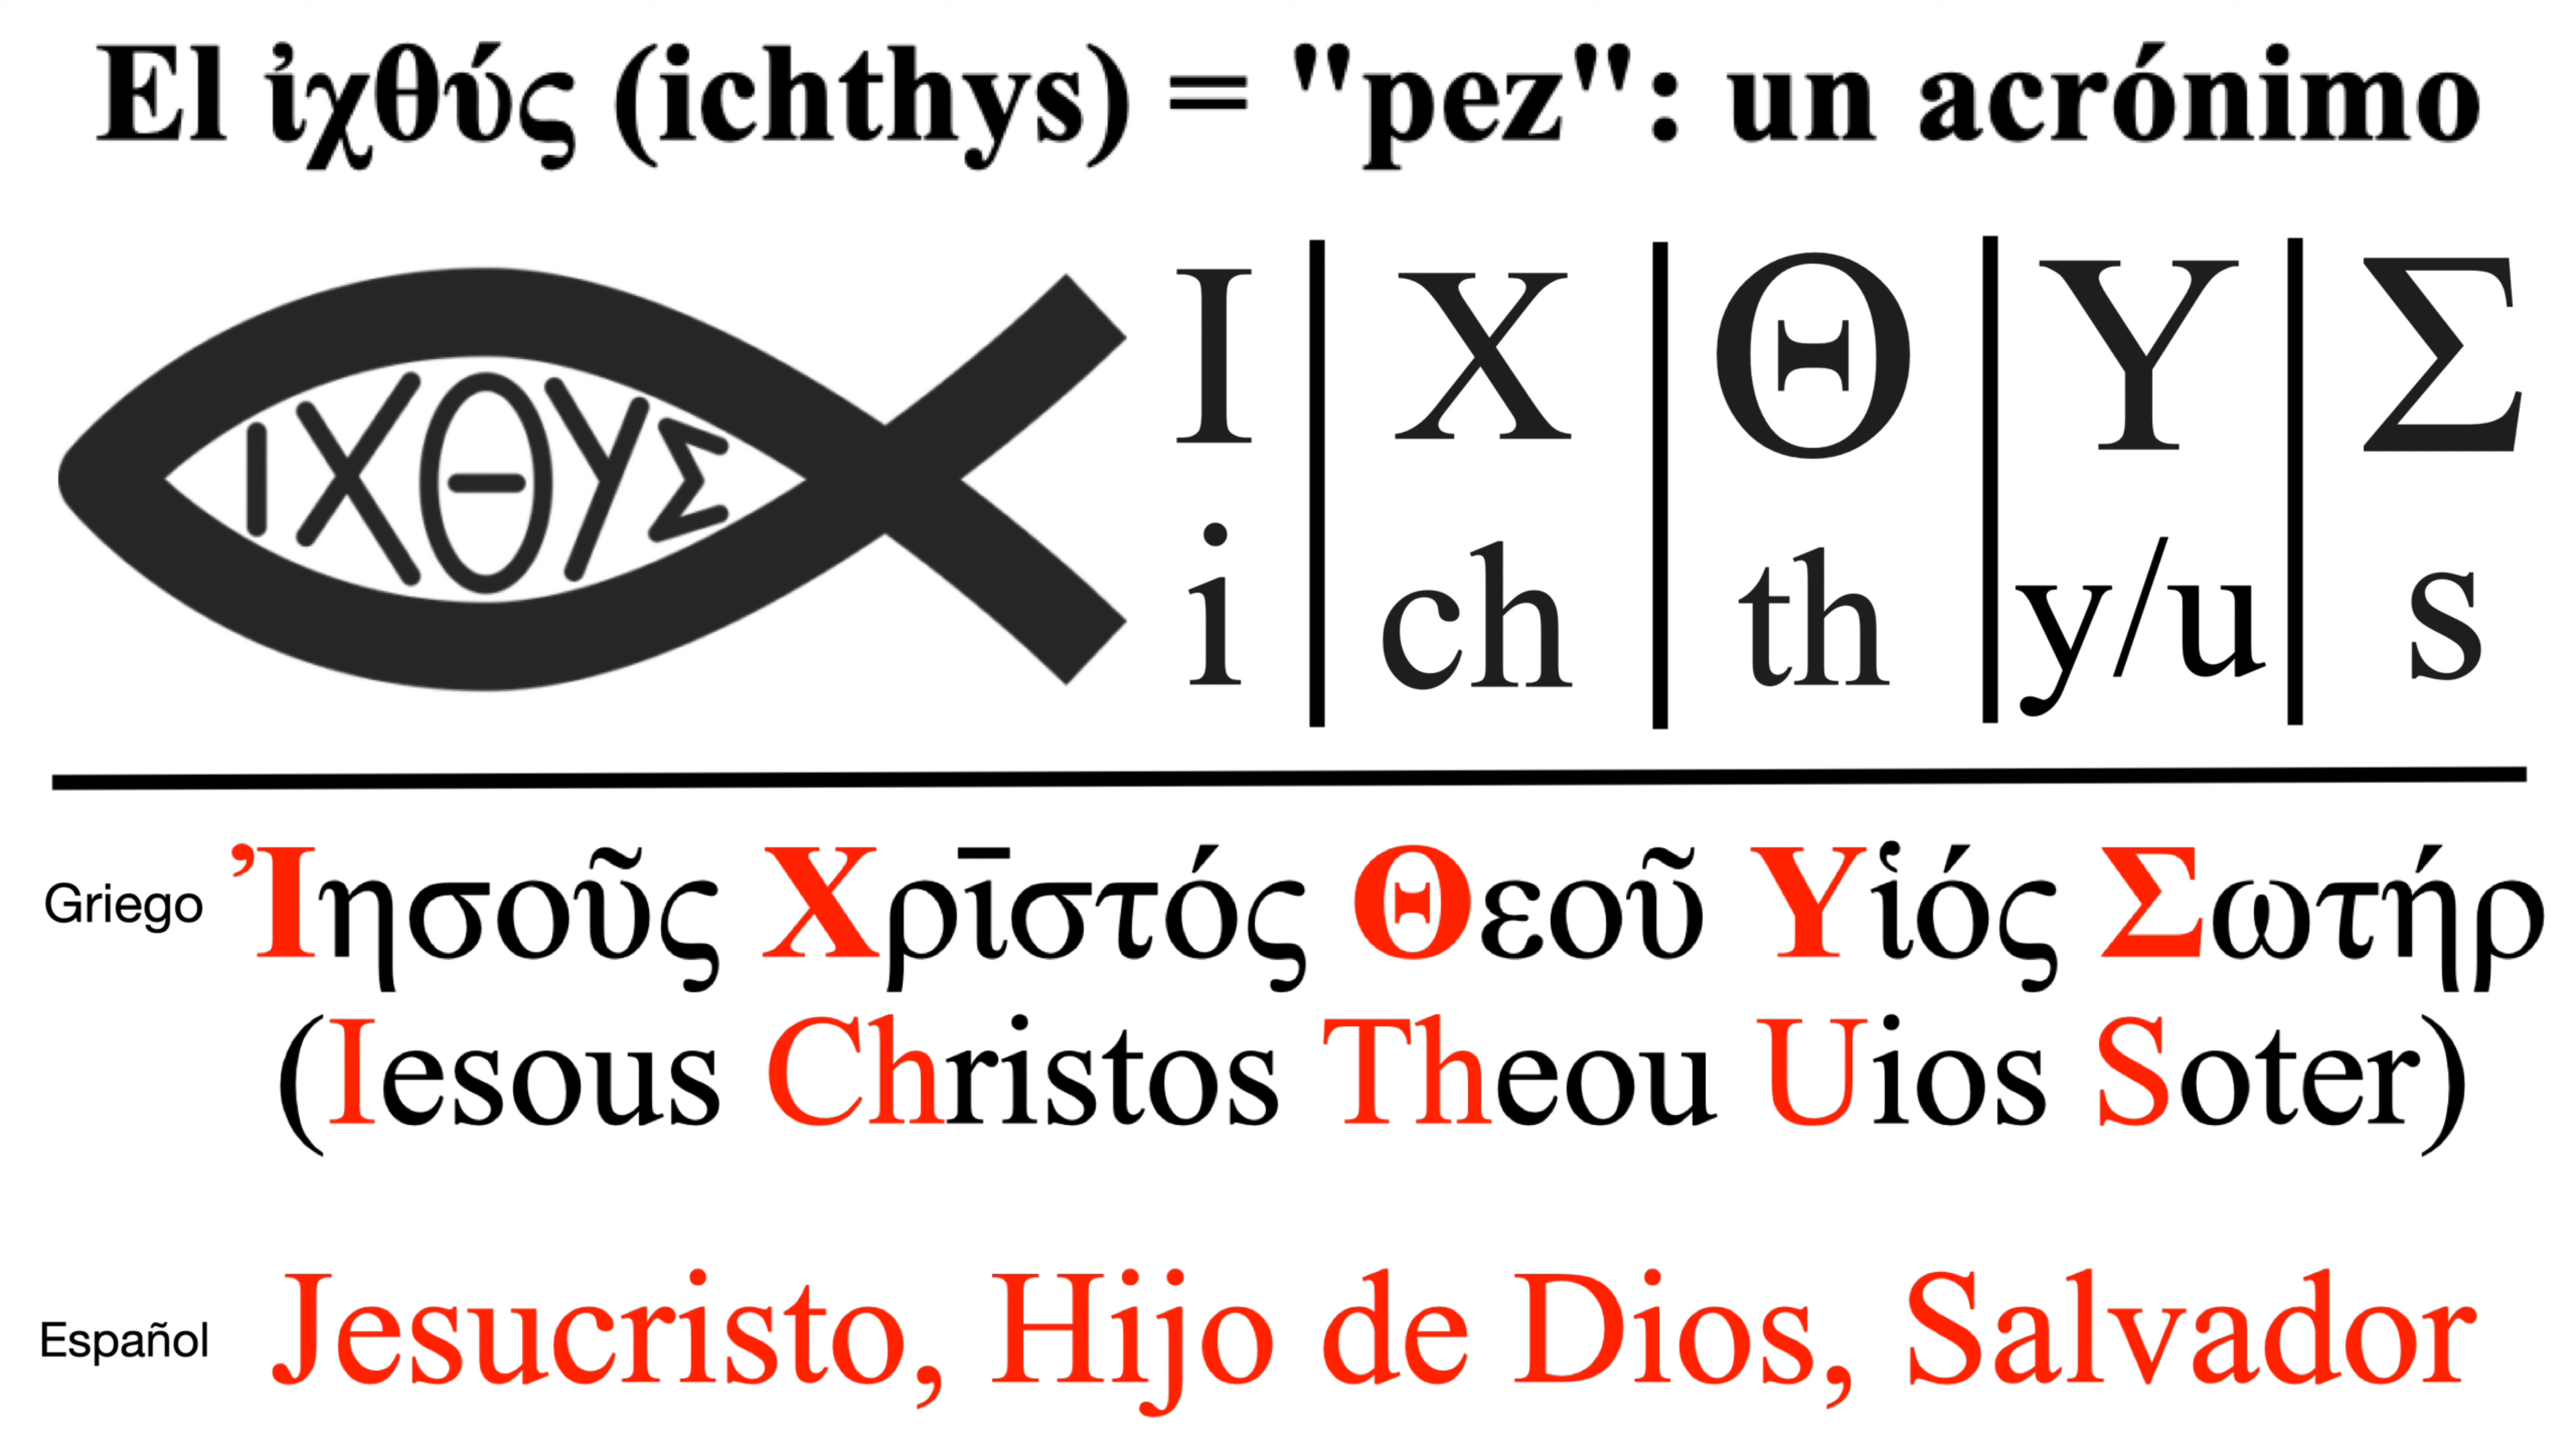 El ἰχθύς (ichthys) = "pez": un acrónimo
ΙΧΘΥΣ
Ι Χ Θ Υ Σ
i ch th y/u s
Griego Ἰησοῦς Χρῑστός Θεοῦ Υἱός Σωτήρ
(Iesous Christos Theou Uios Soter)
Español Jesucristo, Hijo de Dios, Salvador